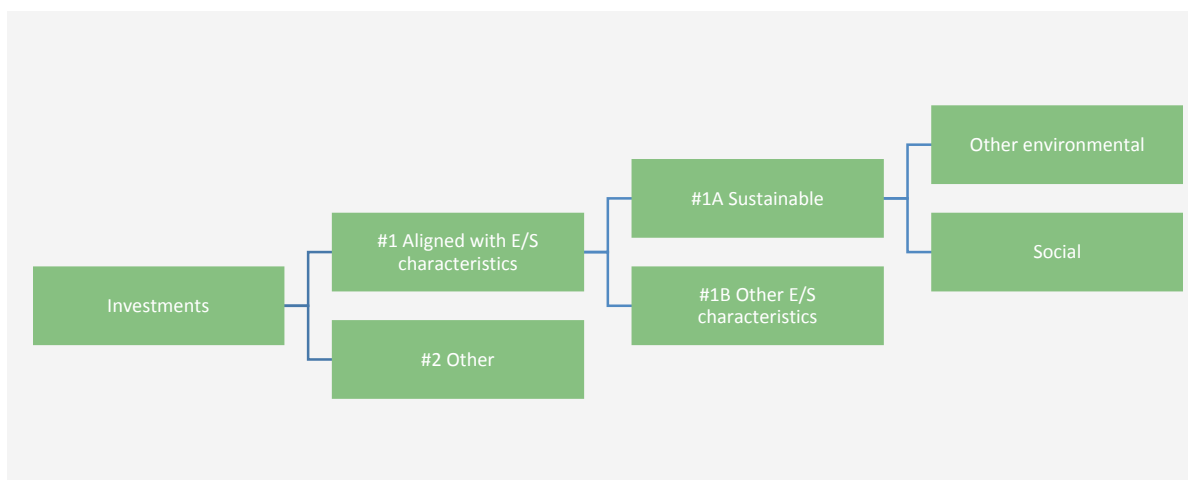 Investments
#1 Aligned with E/S
characteristics
#2 Other
#1A Sustainable
#1B Other E/S
characteristics
Other environmental
Social